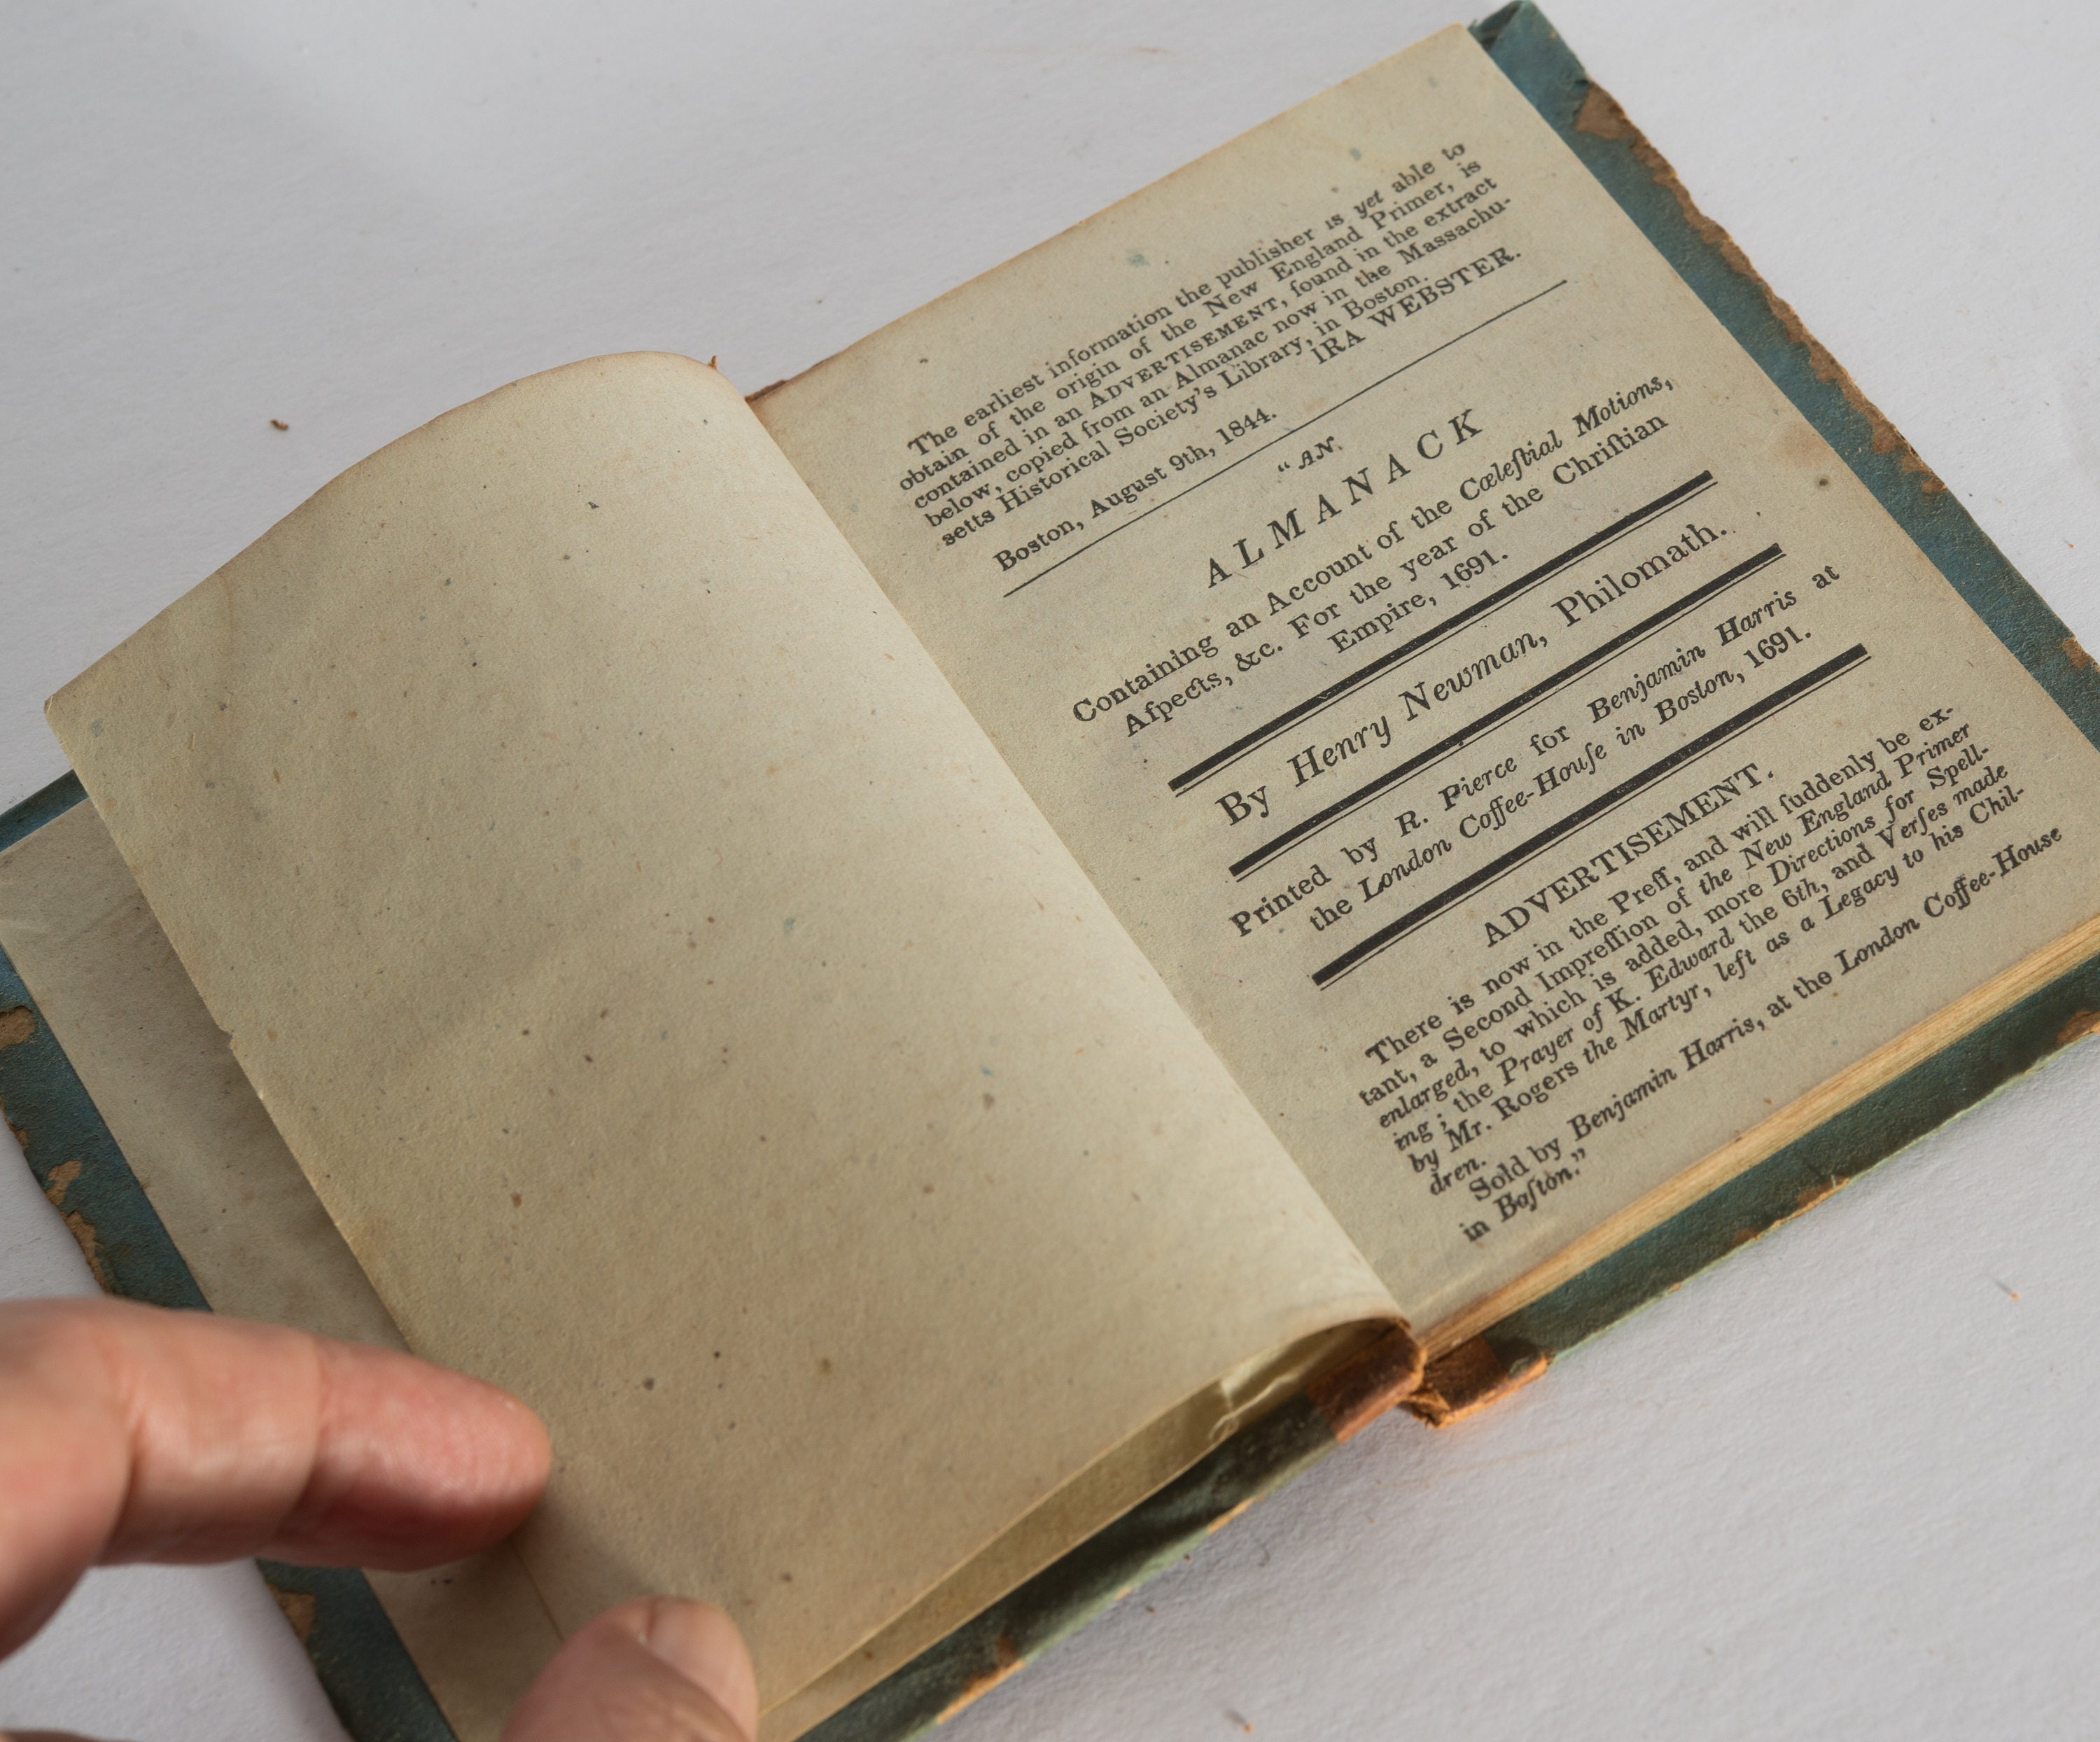 The earliest information the publisher is yet able to
obtain of the origin of the New England Primer, is
contained in an ADVERTISEMENT, found in the extract
below, copied from an Almanac now in the Massachu-
setts Historical Society's Library, in Boston.
IRA WEBSTER.
Boston, August 9th, 1844.
“AN
ALMANACK
Containing an Account of the Cœleſtial Motions,
Aſpects, &c. For the year of the Chriſtian
Empire, 1691.
By Henry Newman, Philomath.
Printed by R. Pierce for Benjamin Harris at
the London Coffee-Houſe in Boston, 1691.
ADVERTISEMENT.
There is now in the Preſſ, and will ſuddenly be ex-
tant, a Second Impreſſion of the New England Primer
enlarged, to which is added, more Directions for Spell-
ing; the Prayer of K. Edward the 6th, and Verſes made
by Mr. Rogers the Martyr, left as a Legacy to his Chil-
dren.
Sold by Benjamin Harris, at the London Coffee-House
in Baſton.”